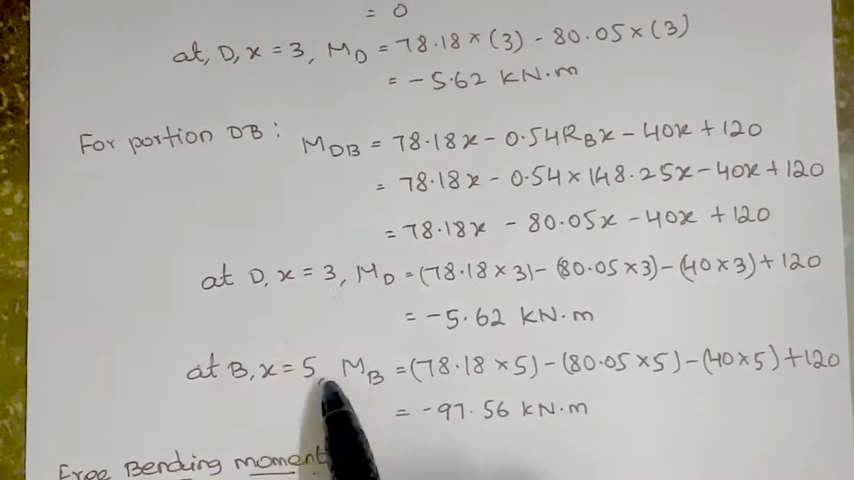 = 0
at, D, x = 3, M_D = 78.18×(3) - 80.05×(3)
= -5.62 KN.m
For portion DB : M_DB = 78.18x - 0.54R_Bx - 40x + 120
= 78.18x - 0.54×148.25x - 40x + 120
= 78.18x - 80.05x - 40x + 120
at D, x = 3, M_D = (78.18×3) - (80.05×3) - (40×3) + 120
= -5.62 KN.m
at B, x = 5, M_B = (78.18×5) - (80.05×5) - (40×5) + 120
= -97.56 KN.m
Free Bending moment